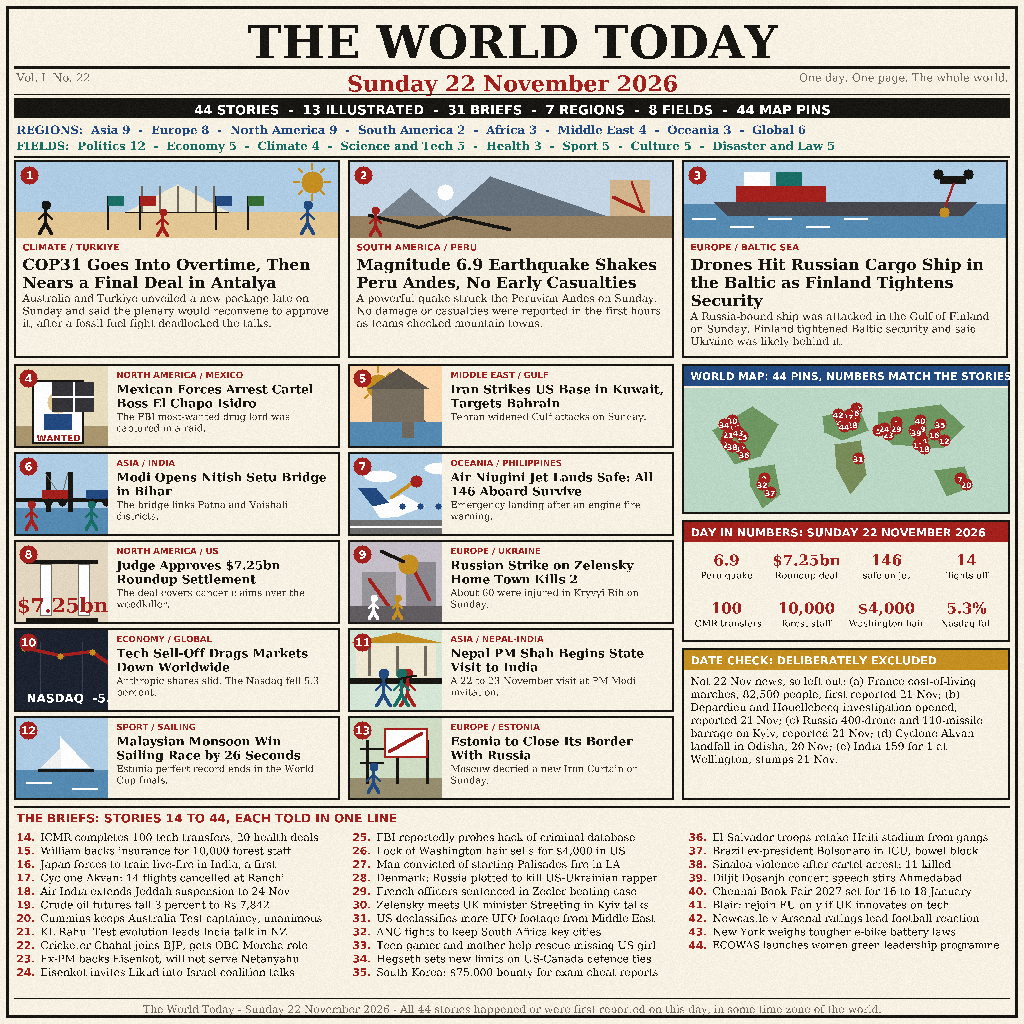 THE WORLD TODAY
Vol. I No. 22
Sunday 22 November 2026
One day. One page. The whole world.
44 STORIES - 13 ILLUSTRATED - 31 BRIEFS - 7 REGIONS - 8 FIELDS - 44 MAP PINS
REGIONS: Asia 9 - Europe 8 - North America 9 - South America 2 - Africa 3 - Middle East 4 - Oceania 3 - Global 6
FIELDS: Politics 12 - Economy 5 - Climate 4 - Science and Tech 5 - Health 3 - Sport 5 - Culture 5 - Disaster and Law 5
1
CLIMATE / TURKIYE
COP31 Goes Into Overtime, Then
Nears a Final Deal in Antalya
Australia and Turkiye unveiled a new package late on
Sunday and said the plenary would reconvene to approve
it, after a fossil fuel fight deadlocked the talks.
2
SOUTH AMERICA / PERU
Magnitude 6.9 Earthquake Shakes
Peru Andes, No Early Casualties
A powerful quake struck the Peruvian Andes on Sunday.
No damage or casualties were reported in the first hours
as teams checked mountain towns.
3
EUROPE / BALTIC SEA
Drones Hit Russian Cargo Ship in
the Baltic as Finland Tightens
Security
A Russia-bound ship was attacked in the Gulf of Finland
on Sunday. Finland tightened Baltic security and said
Ukraine was likely behind it.
4
WANTED
NORTH AMERICA / MEXICO
Mexican Forces Arrest Cartel
Boss El Chapo Isidro
The FBI most-wanted drug lord was
captured in a raid.
5
MIDDLE EAST / GULF
Iran Strikes US Base in Kuwait,
Targets Bahrain
Tehran widened Gulf attacks on Sunday.
6
ASIA / INDIA
Modi Opens Nitish Setu Bridge
in Bihar
The bridge links Patna and Vaishali
districts.
7
OCEANIA / PHILIPPINES
Air Niugini Jet Lands Safe: All
146 Aboard Survive
Emergency landing after an engine fire
warning.
8
$7.25bn
NORTH AMERICA / US
Judge Approves $7.25bn
Roundup Settlement
The deal covers cancer claims over the
weedkiller.
9
EUROPE / UKRAINE
Russian Strike on Zelensky
Home Town Kills 2
About 60 were injured in Kryvyi Rih on
Sunday.
10
NASDAQ -5.
ECONOMY / GLOBAL
Tech Sell-Off Drags Markets
Down Worldwide
Anthropic shares slid. The Nasdaq fell 5.3
percent.
11
ASIA / NEPAL-INDIA
Nepal PM Shah Begins State
Visit to India
A 22 to 23 November visit at PM Modi
invitation.
12
SPORT / SAILING
Malaysian Monsoon Win
Sailing Race by 26 Seconds
Estonia perfect record ends in the World
Cup finals.
13
EUROPE / ESTONIA
Estonia to Close Its Border
With Russia
Moscow decried a new Iron Curtain on
Sunday.
WORLD MAP: 44 PINS, NUMBERS MATCH THE STORIES
DAY IN NUMBERS: SUNDAY 22 NOVEMBER 2026
6.9 $7.25bn 146 14
Peru quake Roundup deal safe on jet flights off
100 10,000 $4,000 5.3%
ICMR transfers forest staff Washington hair Nasdaq fall
DATE CHECK: DELIBERATELY EXCLUDED
Not 22 Nov news, so left out: (a) France cost-of-living
marches, 82,500 people, first reported 21 Nov; (b)
Depardieu and Houellebecq investigation opened,
reported 21 Nov; (c) Russia 400-drone and 110-missile
barrage on Kyiv, reported 21 Nov; (d) Cyclone Akvan
landfall in Odisha, 20 Nov; (e) India 159 for 1 at
Wellington, stumps 21 Nov.
THE BRIEFS: STORIES 14 TO 44, EACH TOLD IN ONE LINE
14. ICMR completes 100 tech transfers, 20 health deals
15. William backs insurance for 10,000 forest staff
16. Japan forces to train live-fire in India, a first
17. Cyclone Akvan: 14 flights cancelled at Ranchi
18. Air India extends Jeddah suspension to 24 Nov
19. Crude oil futures fall 3 percent to Rs 7,842
20. Cummins keeps Australia Test captaincy, unanimous
21. KL Rahul Test evolution leads India talk in NZ
22. Cricketer Chahal joins BJP, gets OBC Morcha role
23. Ex-PM backs Eisenkot, will not serve Netanyahu
24. Eisenkot invites Likud into Israel coalition talks
25. FBI reportedly probes hack of criminal database
26. Lock of Washington hair sells for $4,000 in US
27. Man convicted of starting Palisades fire in LA
28. Denmark: Russia plotted to kill US-Ukrainian rapper
29. French officers sentenced in Zecler beating case
30. Zelensky meets UK minister Streeting in Kyiv talks
31. US declassifies more UFO footage from Middle East
32. ANC fights to keep South Africa key cities
33. Teen gamer and mother help rescue missing US girl
34. Hegseth sets new limits on US-Canada defence ties
35. South Korea: $75,000 bounty for exam cheat reports
36. El Salvador troops retake Haiti stadium from gangs
37. Brazil ex-president Bolsonaro in ICU, bowel block
38. Sinaloa violence after cartel arrest: 11 killed
39. Diljit Dosanjh concert speech stirs Ahmedabad
40. Chennai Book Fair 2027 set for 16 to 18 January
41. Blair: rejoin EU only if UK innovates on tech
42. Newcastle v Arsenal ratings lead football reaction
43. New York weighs tougher e-bike battery laws
44. ECOWAS launches women green leadership programme
The World Today - Sunday 22 November 2026 - All 44 stories happened or were first reported on this day, in some time zone of the world.